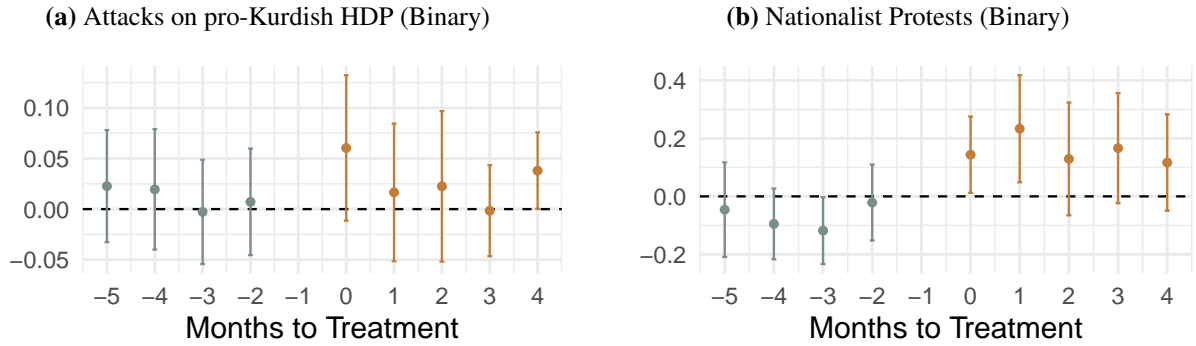 (a) Attacks on pro-Kurdish HDP (Binary)
0.10
0.05
0.00
−0.05
−5 −4 −3 −2 −1 0 1 2 3 4
Months to Treatment
(b) Nationalist Protests (Binary)
0.4
0.2
0.0
−0.2
−5 −4 −3 −2 −1 0 1 2 3 4
Months to Treatment